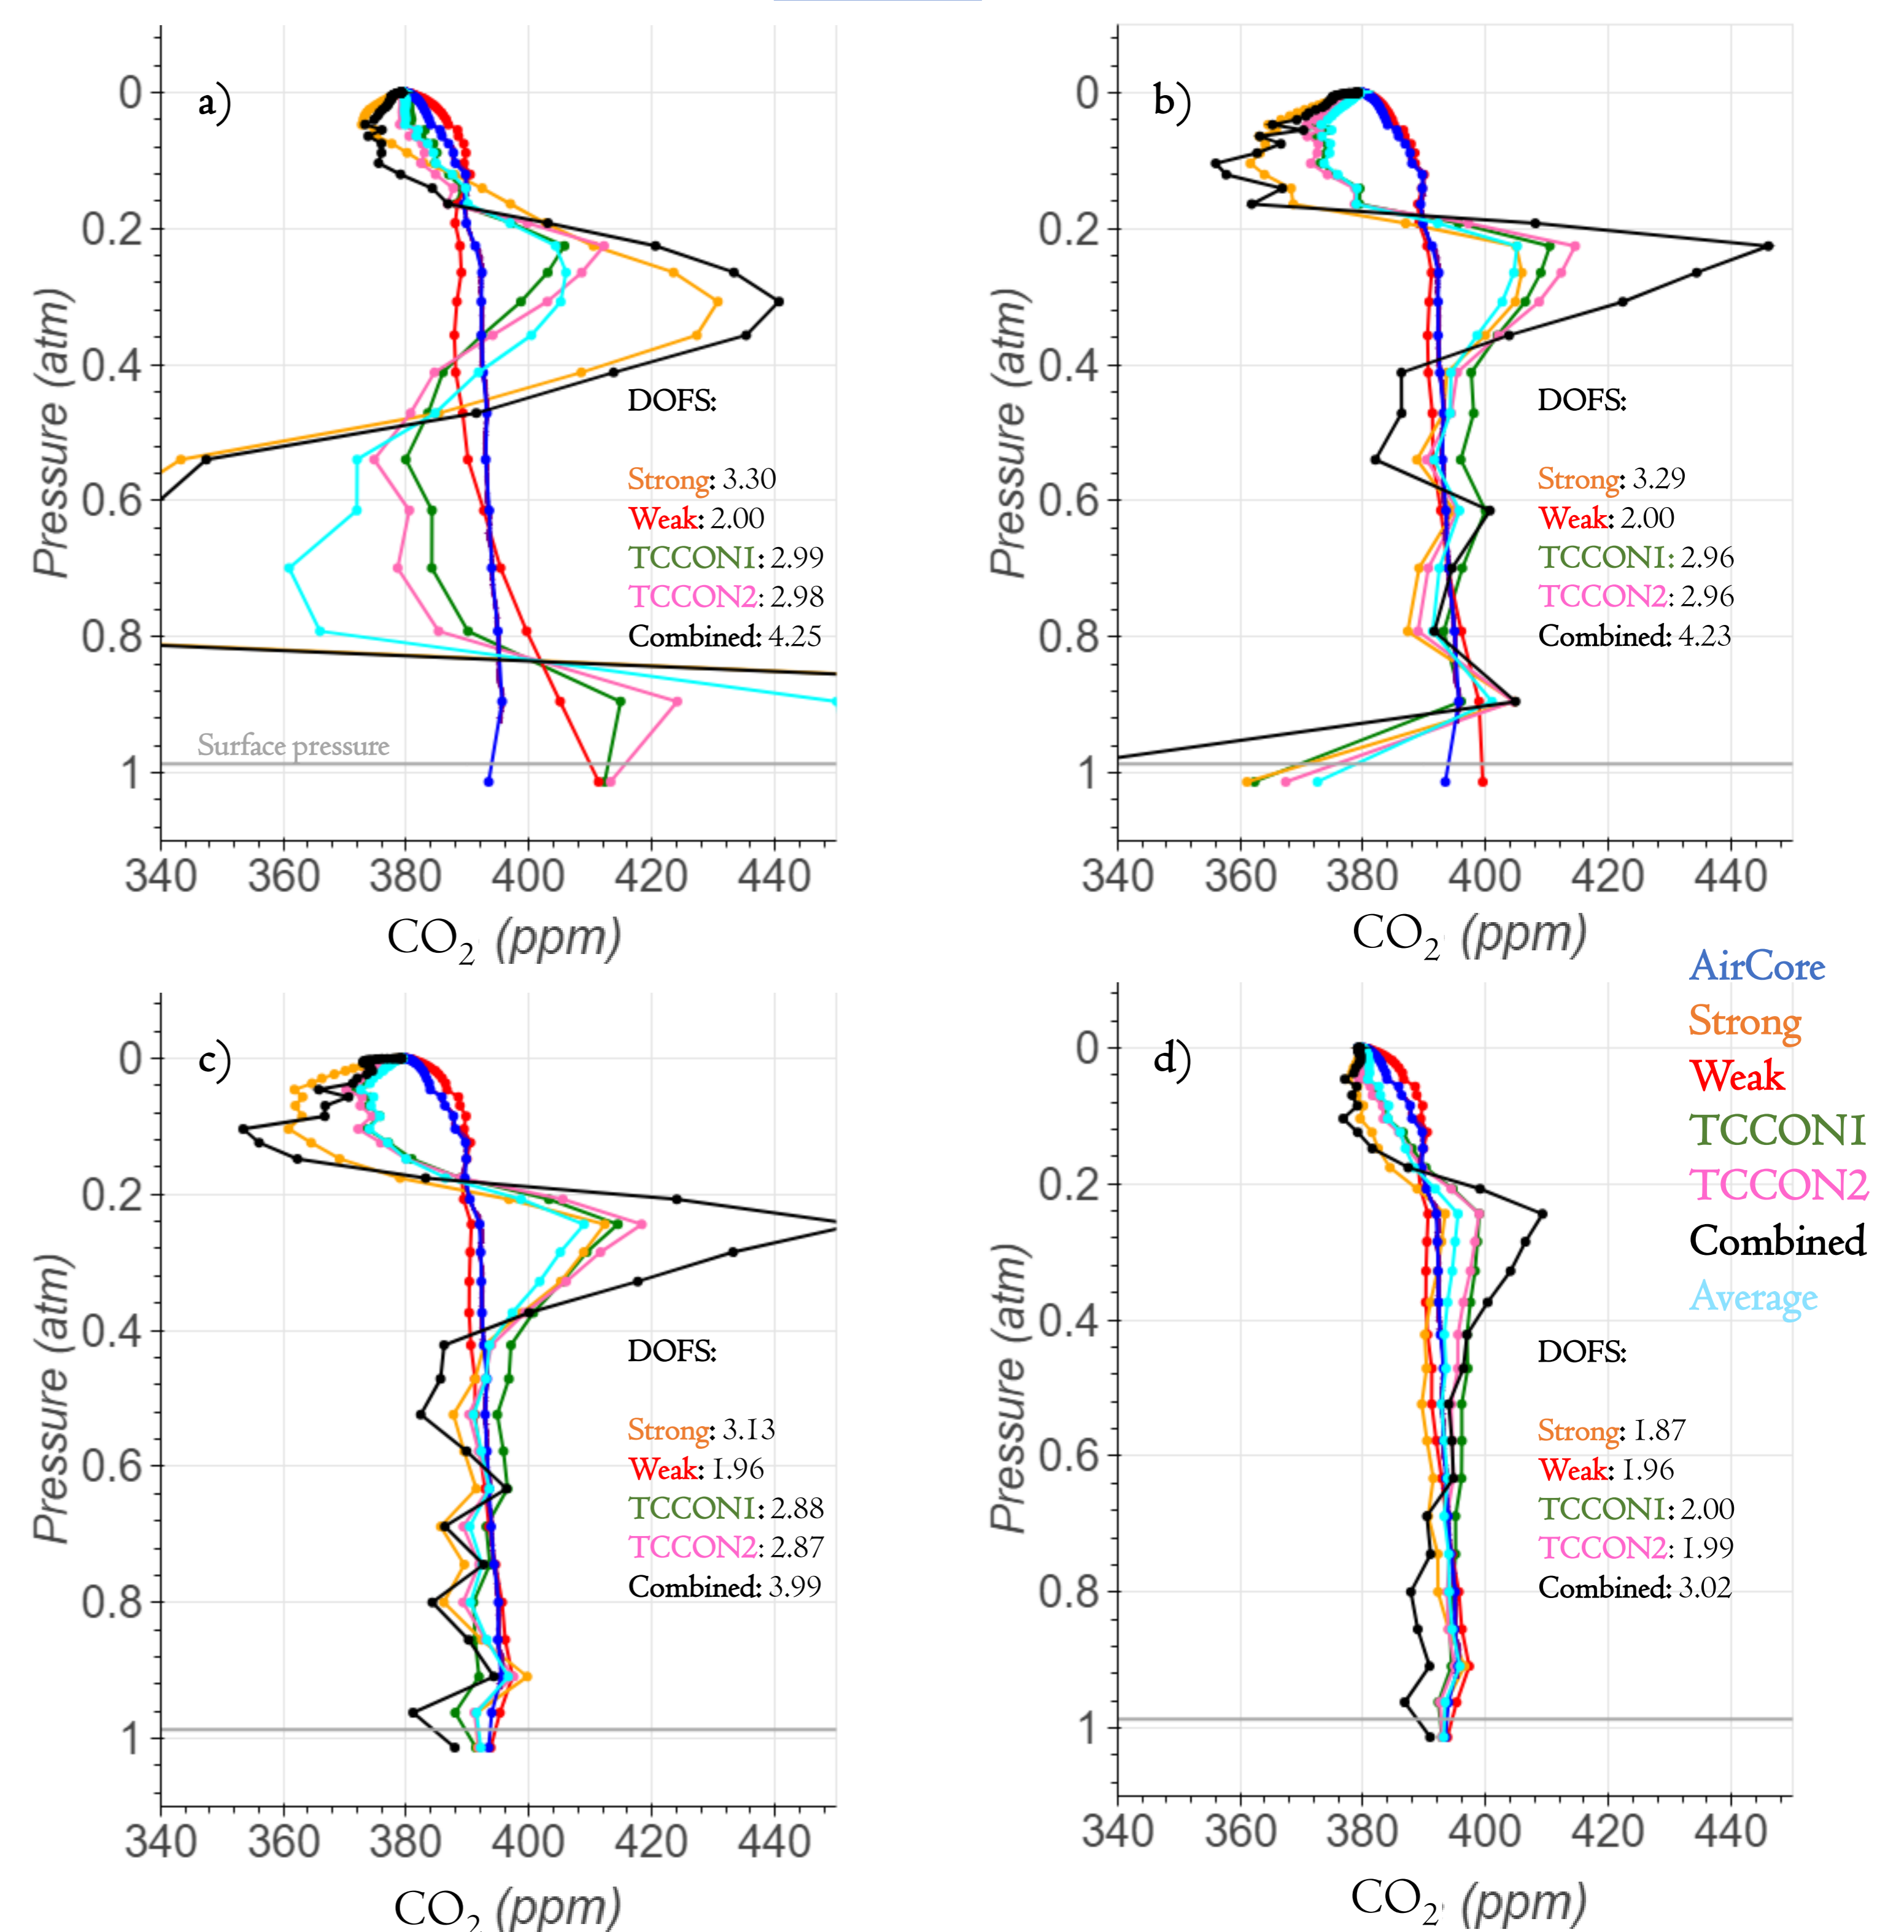 a)
0
0.2
0.4
0.6
0.8
1
Pressure (atm)
DOFS:
Strong: 3.30
Weak: 2.00
TCCON1: 2.99
TCCON2: 2.98
Combined: 4.25
Surface pressure
340 360 380 400 420 440
CO2 (ppm)
b)
0
0.2
0.4
0.6
0.8
1
Pressure (atm)
DOFS:
Strong: 3.29
Weak: 2.00
TCCON1: 2.96
TCCON2: 2.96
Combined: 4.23
340 360 380 400 420 440
CO2 (ppm)
c)
0
0.2
0.4
0.6
0.8
1
Pressure (atm)
DOFS:
Strong: 3.13
Weak: 1.96
TCCON1: 2.88
TCCON2: 2.87
Combined: 3.99
340 360 380 400 420 440
CO2 (ppm)
d)
0
0.2
0.4
0.6
0.8
1
Pressure (atm)
DOFS:
Strong: 1.87
Weak: 1.96
TCCON1: 2.00
TCCON2: 1.99
Combined: 3.02
340 360 380 400 420 440
CO2 (ppm)
AirCore
Strong
Weak
TCCON1
TCCON2
Combined
Average